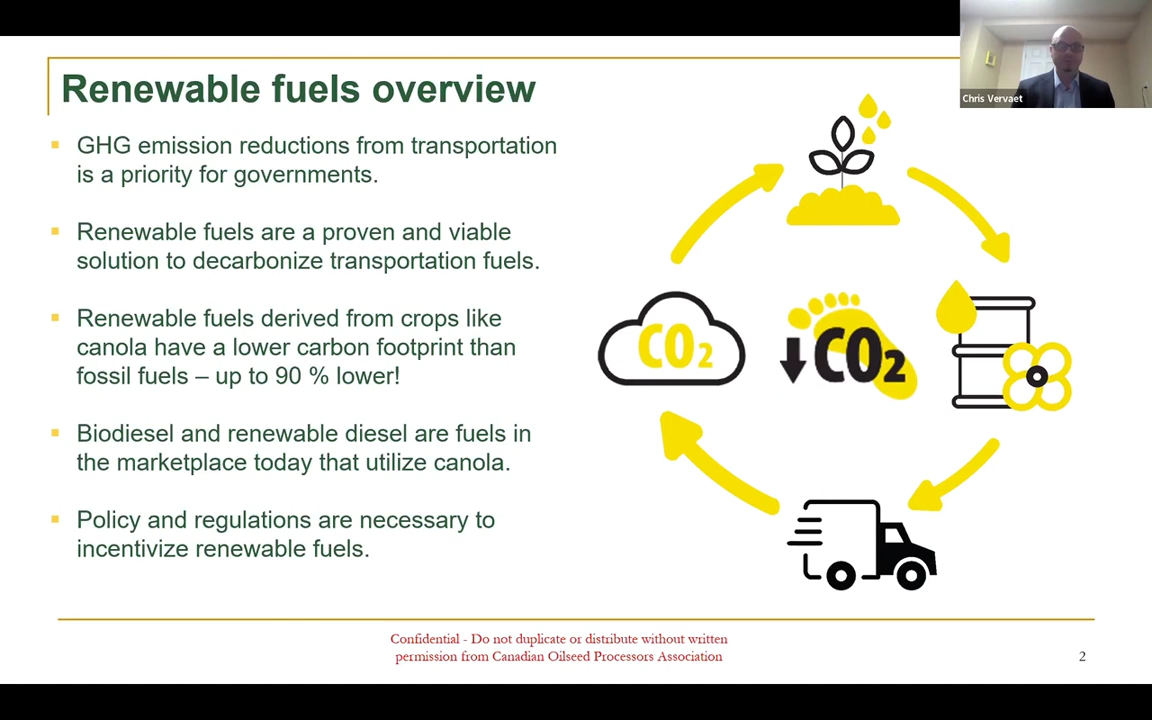 Renewable fuels overview
Chris Vervaet
GHG emission reductions from transportation
is a priority for governments.
Renewable fuels are a proven and viable
solution to decarbonize transportation fuels.
Renewable fuels derived from crops like
canola have a lower carbon footprint than
fossil fuels – up to 90 % lower!
Biodiesel and renewable diesel are fuels in
the marketplace today that utilize canola.
Policy and regulations are necessary to
incentivize renewable fuels.
CO2
CO2
Confidential - Do not duplicate or distribute without written
permission from Canadian Oilseed Processors Association
2